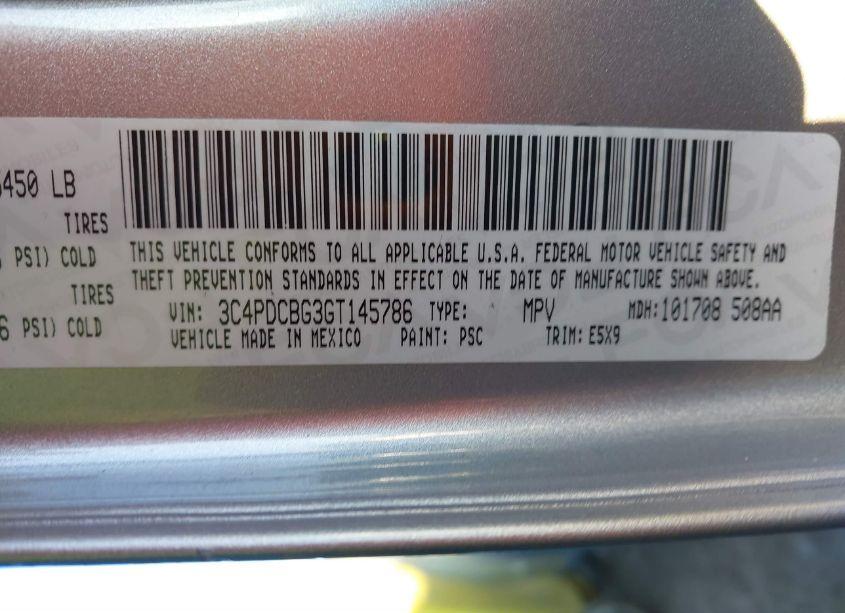 450 LB
TIRES
PSI) COLD
TIRES
6 PSI) COLD
THIS VEHICLE CONFORMS TO ALL APPLICABLE U.S.A. FEDERAL MOTOR VEHICLE SAFETY AND
THEFT PREVENTION STANDARDS IN EFFECT ON THE DATE OF MANUFACTURE SHOWN ABOVE.
VIN: 3C4PDCBG3GT145786 TYPE: MPV MDH:101708 508AA
VEHICLE MADE IN MEXICO PAINT: PSC TRIM: E5X9